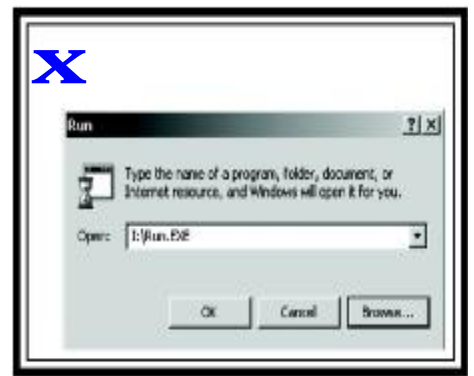 x
Run
Type the name of a program, folder, document, or
Internet resource, and Windows will open it for you.
Open: I:\Run.EXE
OK Cancel Browse...